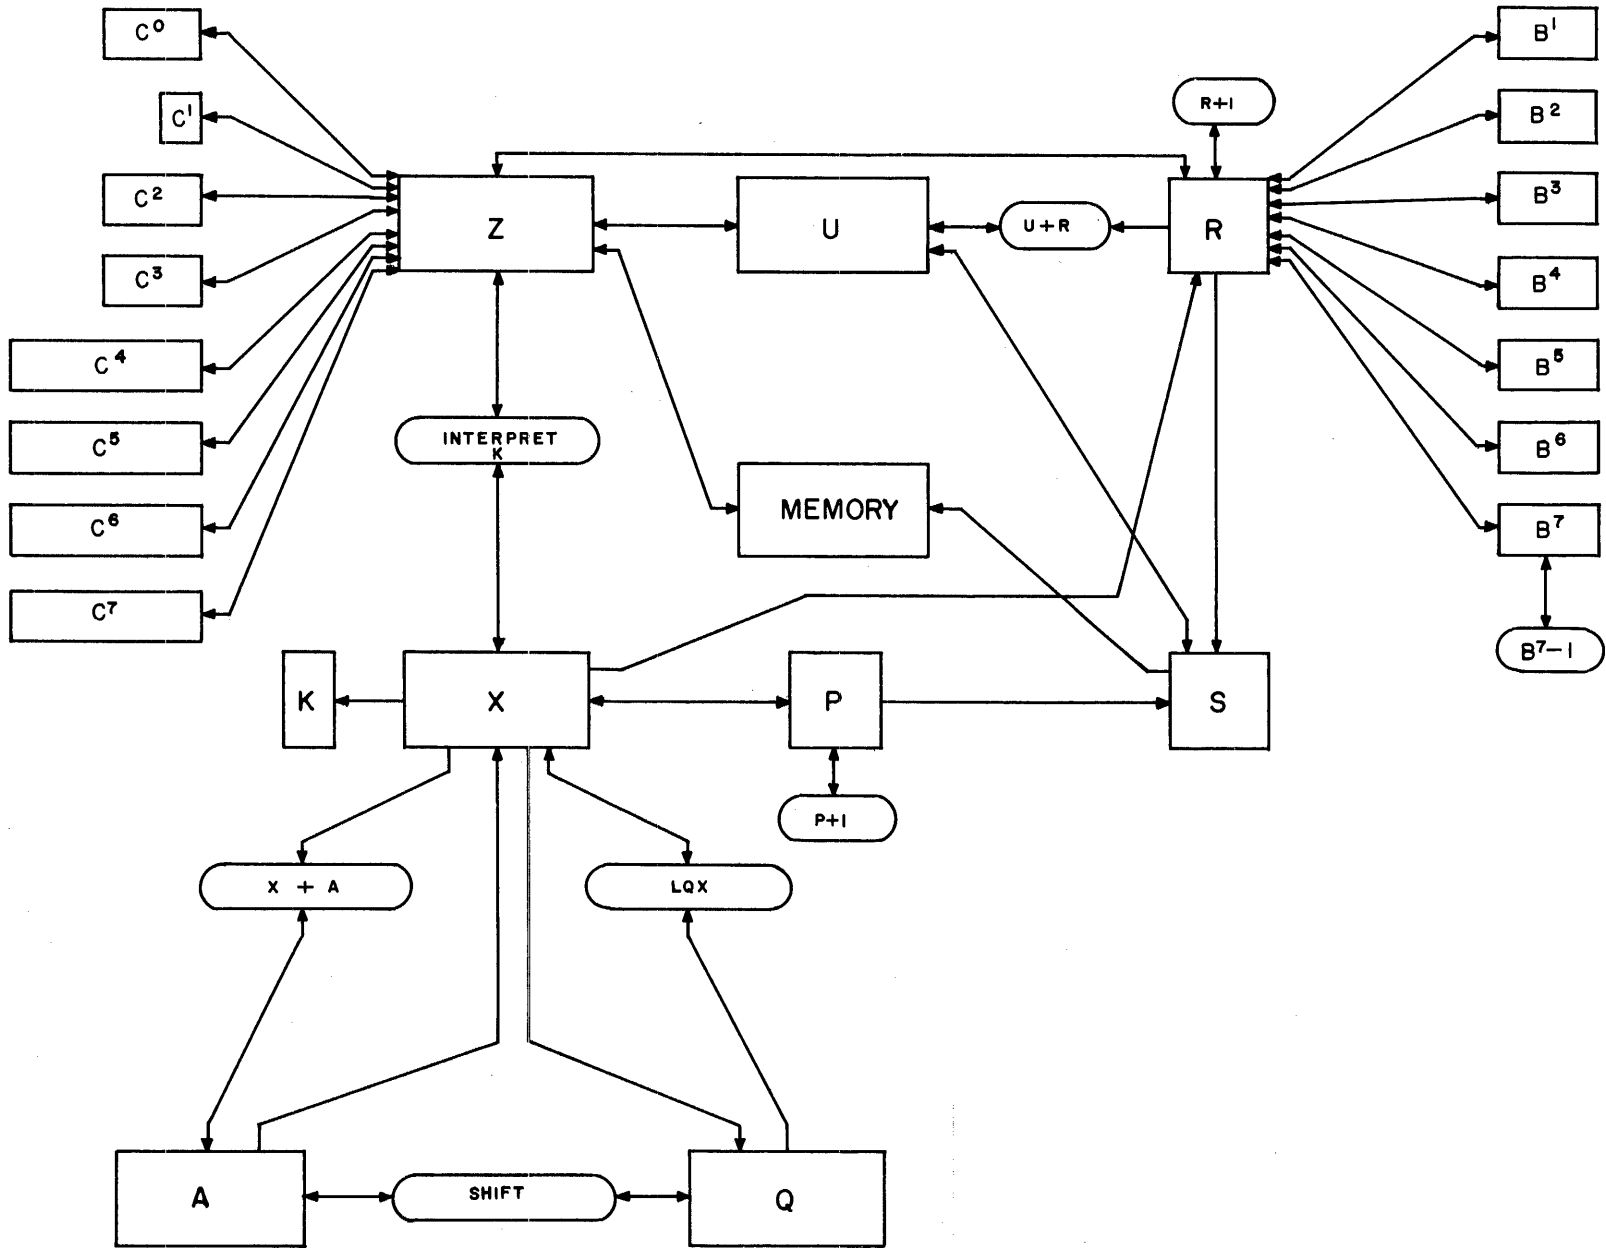 C⁰
B¹
R+1
C¹
B²
C²
B³
Z
U
U+R
R
C³
B⁴
C⁴
B⁵
C⁵
INTERPRET
K
B⁶
MEMORY
C⁶
B⁷
C⁷
B⁷-1
K
X
P
S
P+1
X + A
LQX
A
SHIFT
Q